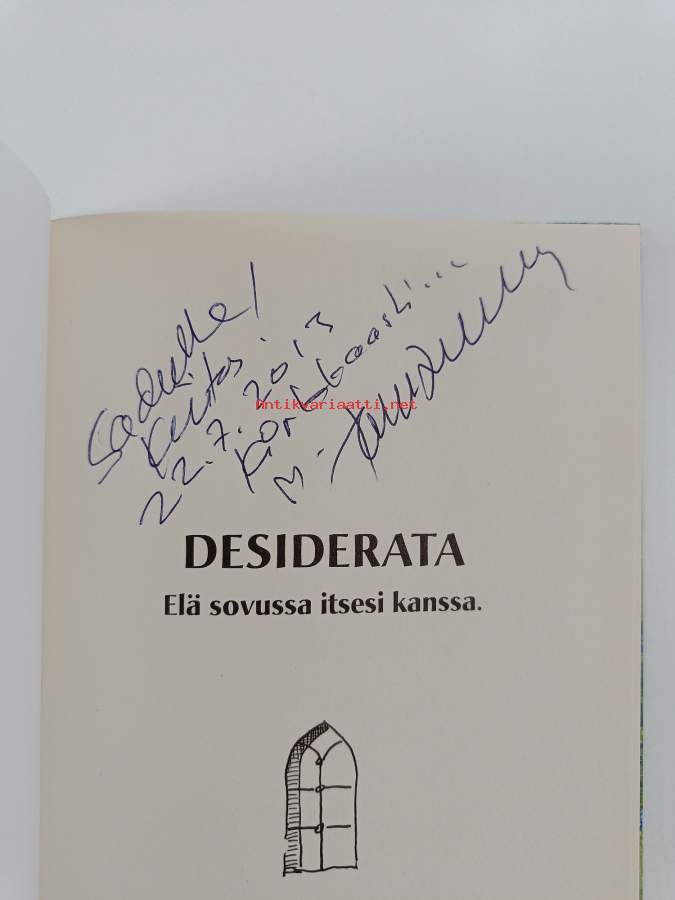 Sadulle!
Kiitos.
22.7.2013
M.
Antikvariaatti.net
DESIDERATA
Elä sovussa itsesi kanssa.